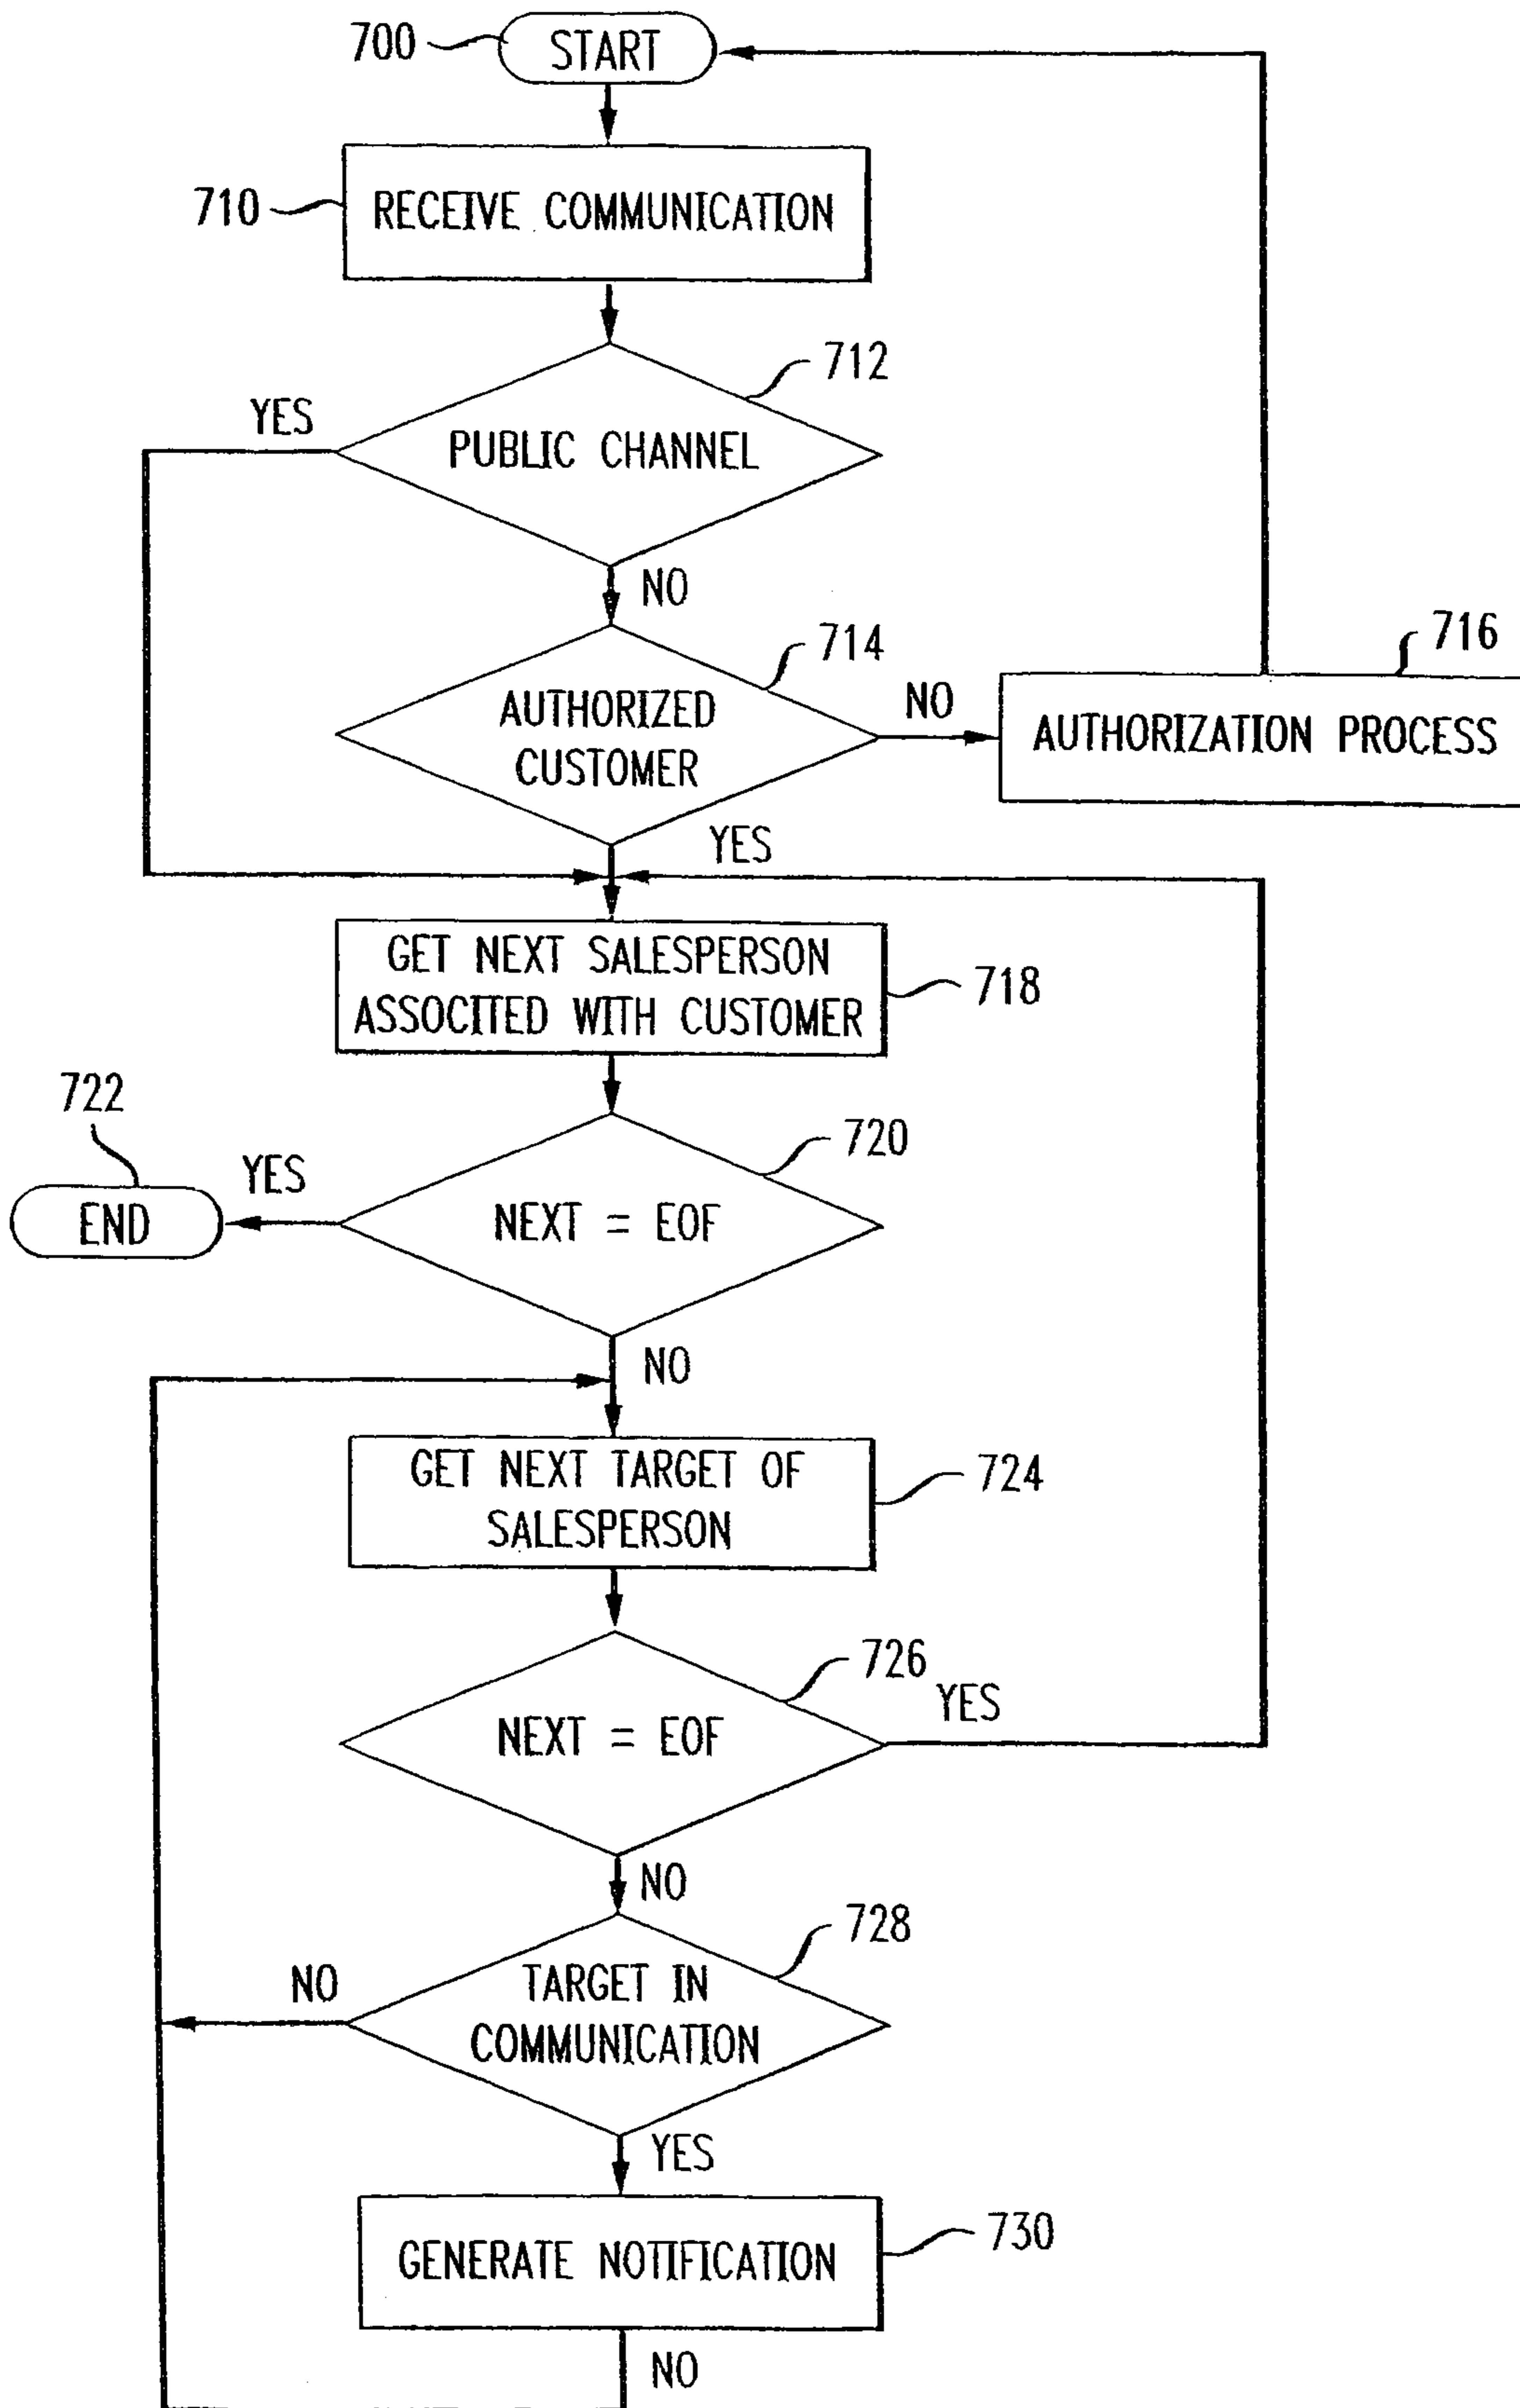 700
START
710
RECEIVE COMMUNICATION
712
YES
PUBLIC CHANNEL
NO
714
716
AUTHORIZED
CUSTOMER
NO
AUTHORIZATION PROCESS
YES
GET NEXT SALESPERSON
ASSOCITED WITH CUSTOMER
718
722
720
YES
END
NEXT = EOF
NO
GET NEXT TARGET OF
SALESPERSON
724
726
YES
NEXT = EOF
NO
728
NO
TARGET IN
COMMUNICATION
YES
730
GENERATE NOTIFICATION
NO